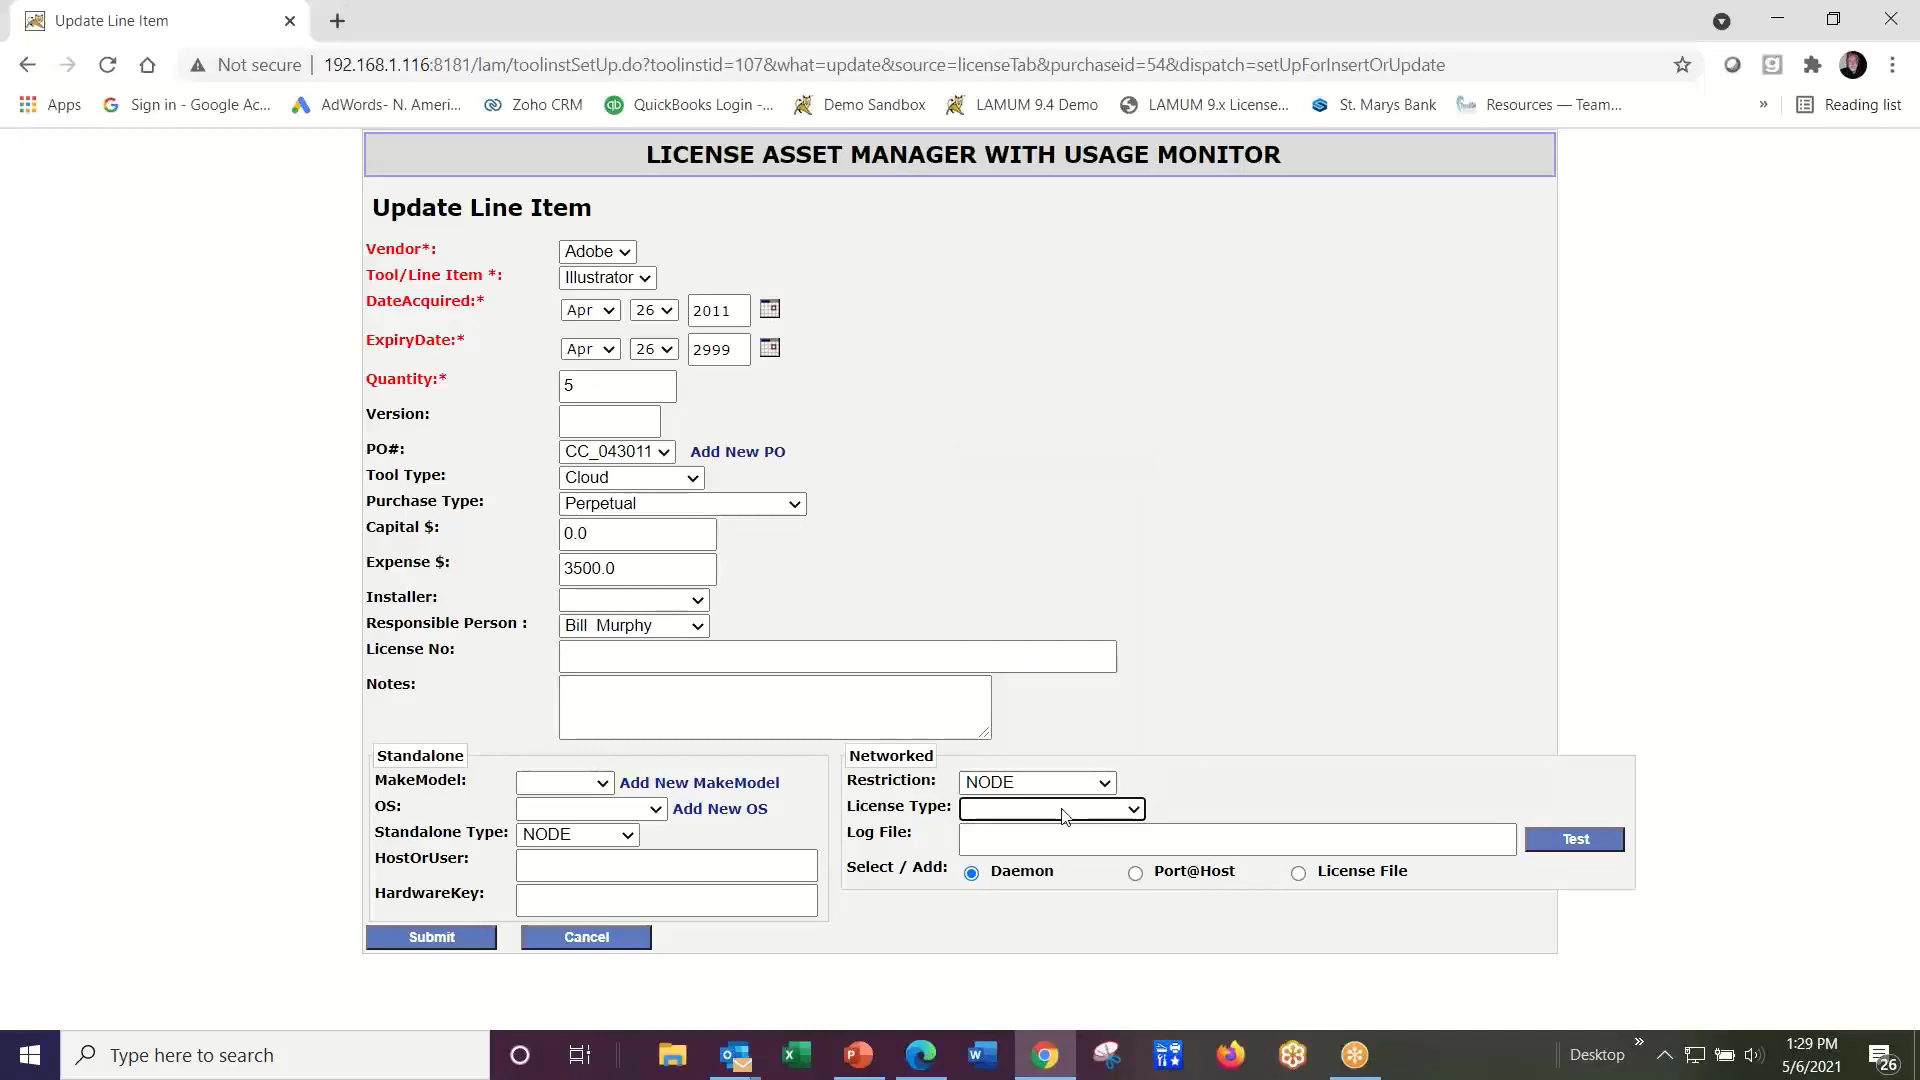 Update Line Item
Not secure
192.168.1.116:8181/lam/toolinstSetUp.do?toolinstid=107&what=update&source=licenseTab&purchaseid=54&dispatch=setUpForInsertOrUpdate
Apps
Sign in - Google Ac...
AdWords- N. Ameri...
Zoho CRM
QuickBooks Login -...
Demo Sandbox
LAMUM 9.4 Demo
LAMUM 9.x License...
St. Marys Bank
Resources — Team...
»
Reading list
LICENSE ASSET MANAGER WITH USAGE MONITOR
Update Line Item
Vendor*: Adobe
Tool/Line Item *: Illustrator
DateAcquired:* Apr 26 2011
ExpiryDate:* Apr 26 2999
Quantity:* 5
Version:
PO#: CC_043011 Add New PO
Tool Type: Cloud
Purchase Type: Perpetual
Capital $: 0.0
Expense $: 3500.0
Installer:
Responsible Person : Bill Murphy
License No:
Notes:
Standalone
MakeModel: Add New MakeModel
OS: Add New OS
Standalone Type: NODE
HostOrUser:
HardwareKey:
Networked
Restriction: NODE
License Type:
Log File: Test
Select / Add: Daemon Port@Host License File
Submit Cancel
Type here to search
Desktop
»
1:29 PM
5/6/2021
26